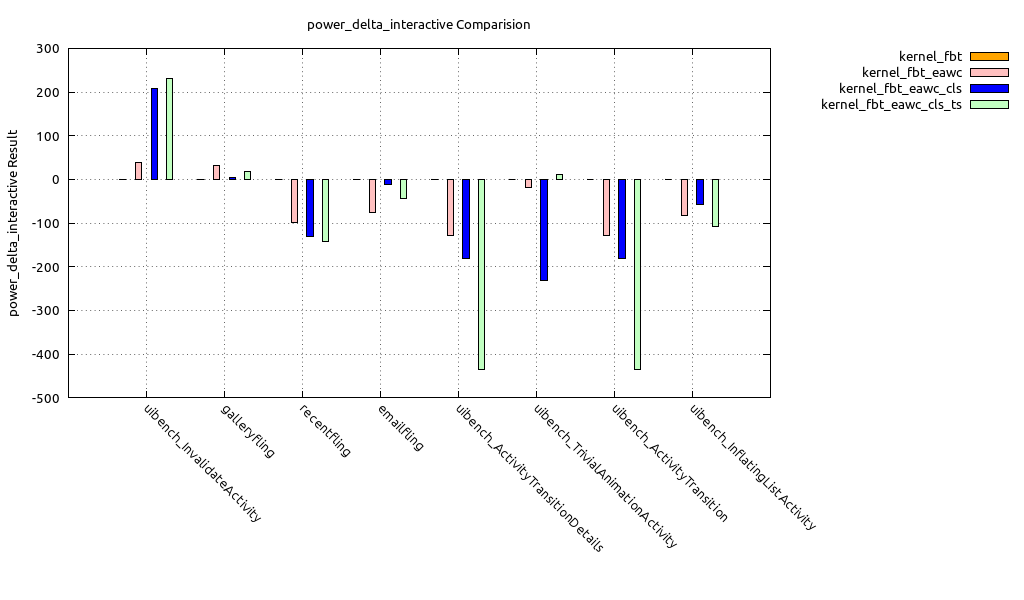 power_delta_interactive Comparision
power_delta_interactive Result
300
200
100
0
-100
-200
-300
-400
-500
uibench_InvalidateActivity
galleryfling
recentfling
emailfling
uibench_ActivityTransitionDetails
uibench_TrivialAnimationActivity
uibench_ActivityTransition
uibench_InflatingListActivity
kernel_fbt
kernel_fbt_eawc
kernel_fbt_eawc_cls
kernel_fbt_eawc_cls_ts